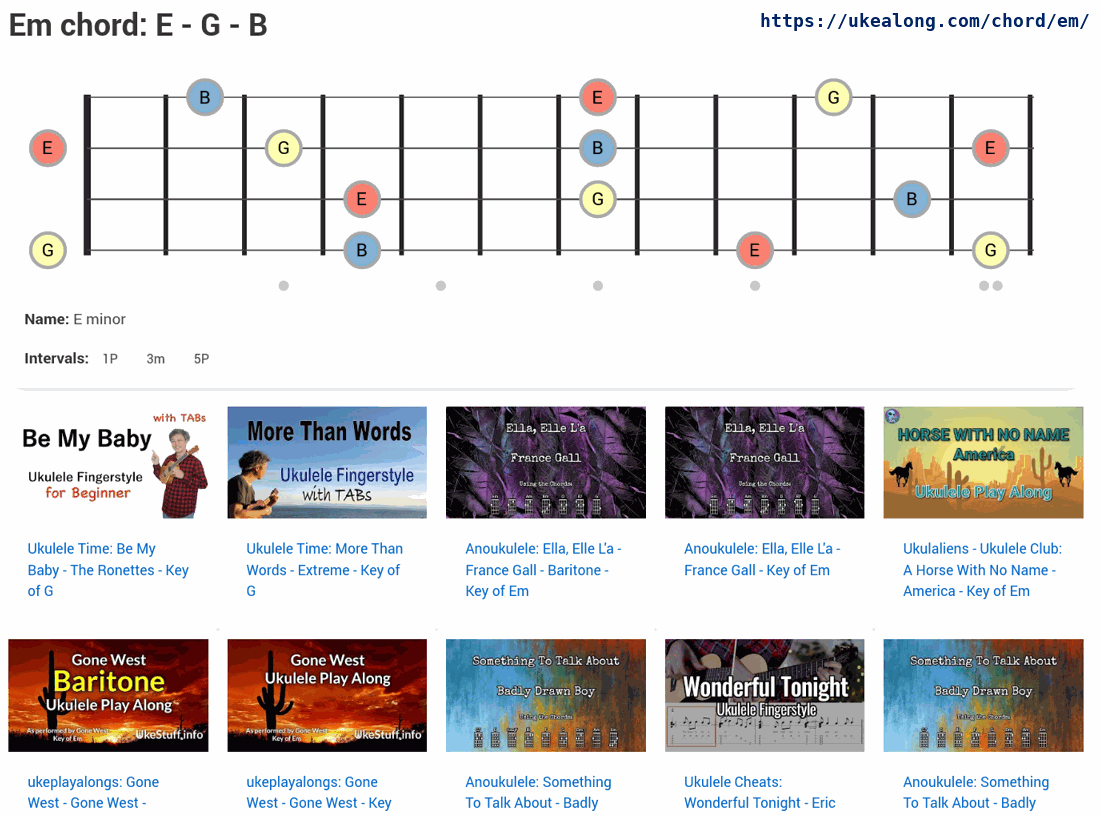 Em chord: E - G - B
https://ukealong.com/chord/em/
B E G
E G B E
E G B
G B E G
Name: E minor
Intervals: 1P 3m 5P
with TABs
Be My Baby
Ukulele Fingerstyle
for Beginner
More Than Words
Ukulele Fingerstyle
with TABs
Ella, Elle L'a
France Gall
Using the Chords:
Ella, Elle L'a
France Gall
Using the Chords:
HORSE WITH NO NAME
America
Ukulele Play Along
Ukulele Time: Be My
Baby - The Ronettes - Key
of G
Ukulele Time: More Than
Words - Extreme - Key of
G
Anoukulele: Ella, Elle L'a -
France Gall - Baritone -
Key of Em
Anoukulele: Ella, Elle L'a -
France Gall - Key of Em
Ukulaliens - Ukulele Club:
A Horse With No Name -
America - Key of Em
Gone West
Baritone
Ukulele Play Along
As performed by Gone West
Key of Em
UkeStuff.info
Gone West
Ukulele Play Along
As performed by Gone West
Key of Em
UkeStuff.info
Something To Talk About
Badly Drawn Boy
Using the Chords:
Wonderful Tonight
Ukulele Fingerstyle
Something To Talk About
Badly Drawn Boy
Using the Chords:
ukeplayalongs: Gone
West - Gone West -
ukeplayalongs: Gone
West - Gone West - Key
Anoukulele: Something
To Talk About - Badly
Ukulele Cheats:
Wonderful Tonight - Eric
Anoukulele: Something
To Talk About - Badly